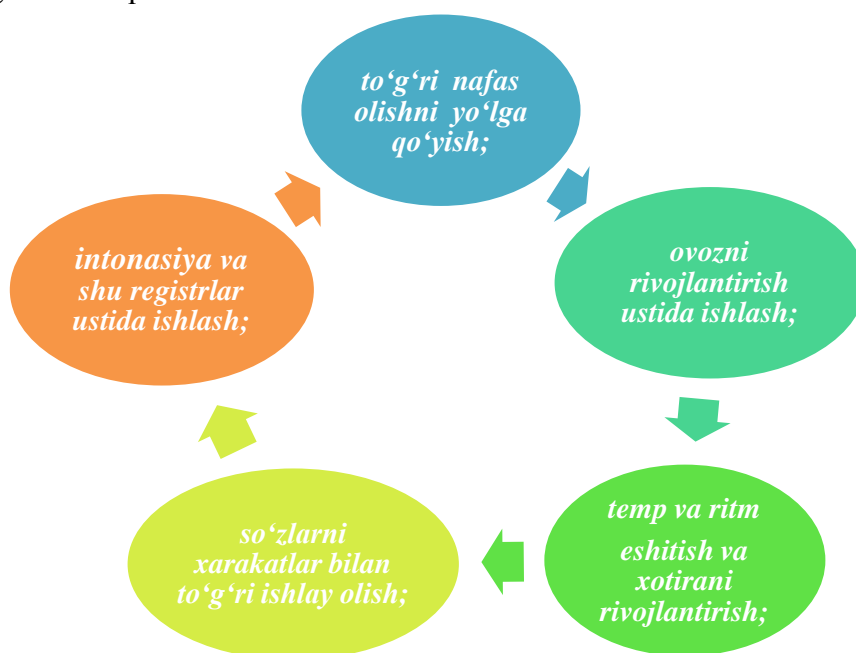 to‘g‘ri nafas
olishni yo‘lga
qo‘yish;
ovozni
rivojlantirish
ustida ishlash;
temp va ritm
eshitish va
xotirani
rivojlantirish;
so‘zlarni
xarakatlar bilan
to‘g‘ri ishlay olish;
intonasiya va
shu registrlar
ustida ishlash;